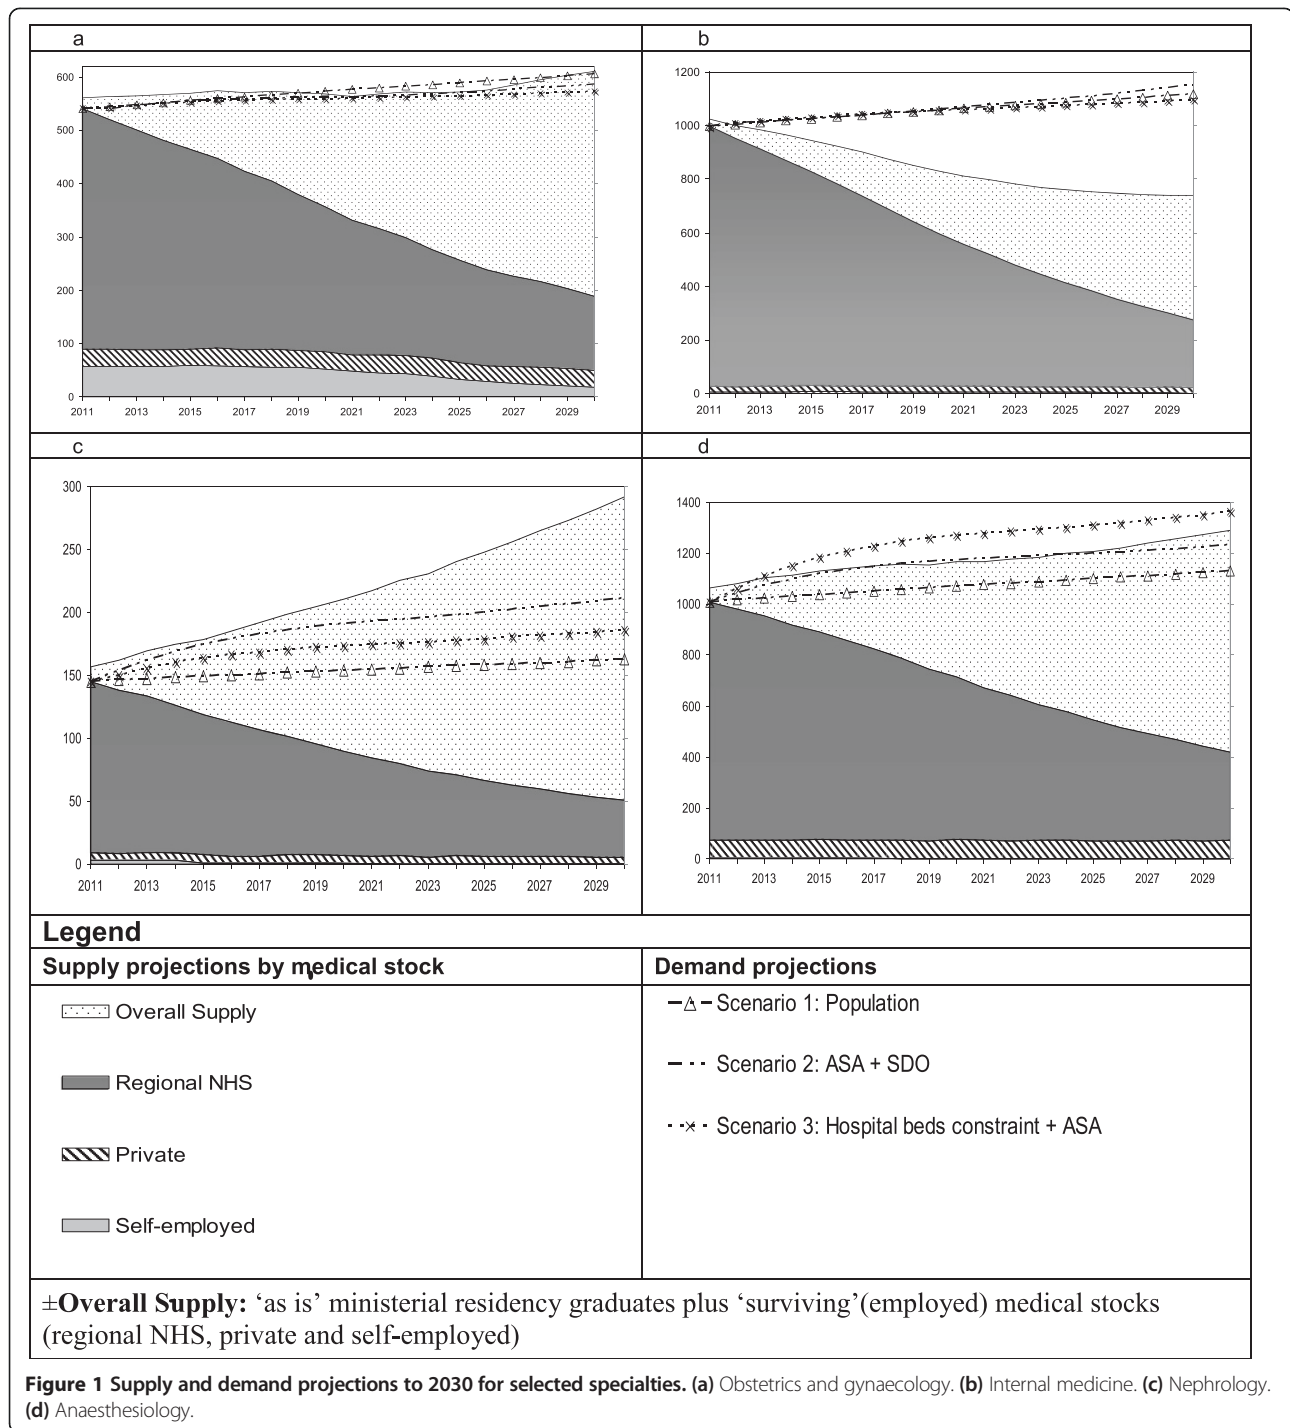 a
b
600
500
400
300
200
100
0
2011 2013 2015 2017 2019 2021 2023 2025 2027 2029
1200
1000
800
600
400
200
0
2011 2013 2015 2017 2019 2021 2023 2025 2027 2029
c
d
300
250
200
150
100
50
0
2011 2013 2015 2017 2019 2021 2023 2025 2027 2029
1400
1200
1000
800
600
400
200
0
2011 2013 2015 2017 2019 2021 2023 2025 2027 2029
Legend
Supply projections by medical stock
Overall Supply
Regional NHS
Private
Self-employed
Demand projections
Scenario 1: Population
Scenario 2: ASA + SDO
Scenario 3: Hospital beds constraint + ASA
±Overall Supply: ‘as is’ ministerial residency graduates plus ‘surviving’(employed) medical stocks
(regional NHS, private and self-employed)
Figure 1 Supply and demand projections to 2030 for selected specialties. (a) Obstetrics and gynaecology. (b) Internal medicine. (c) Nephrology.
(d) Anaesthesiology.